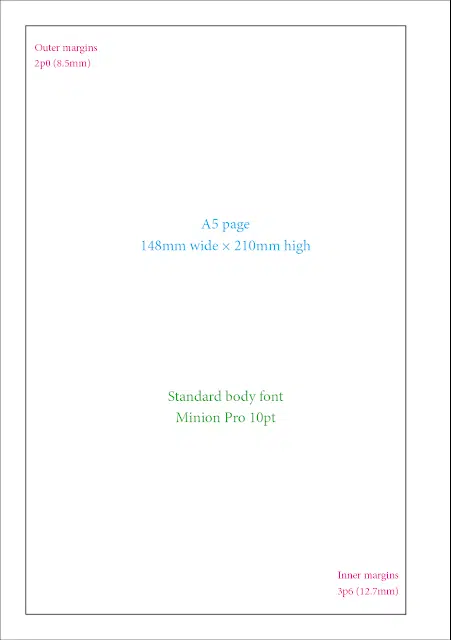 Outer margins
2p0 (8.5mm)
A5 page
148mm wide × 210mm high
Standard body font
Minion Pro 10pt
Inner margins
3p6 (12.7mm)